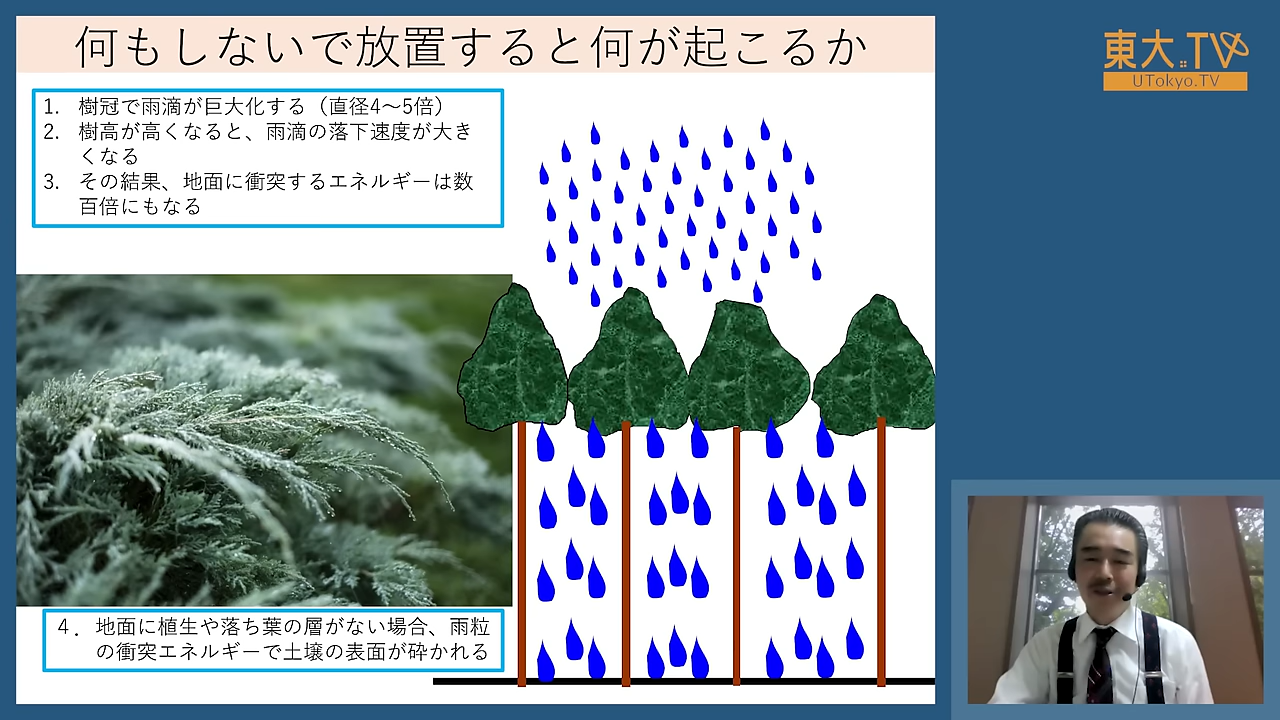 何もしないで放置すると何が起こるか
1. 樹冠で雨滴が巨大化する（直径4～5倍）
2. 樹高が高くなると、雨滴の落下速度が大き
くなる
3. その結果、地面に衝突するエネルギーは数
百倍にもなる
４．地面に植生や落ち葉の層がない場合、雨粒
の衝突エネルギーで土壌の表面が砕かれる
東大TV
UTokyo.TV